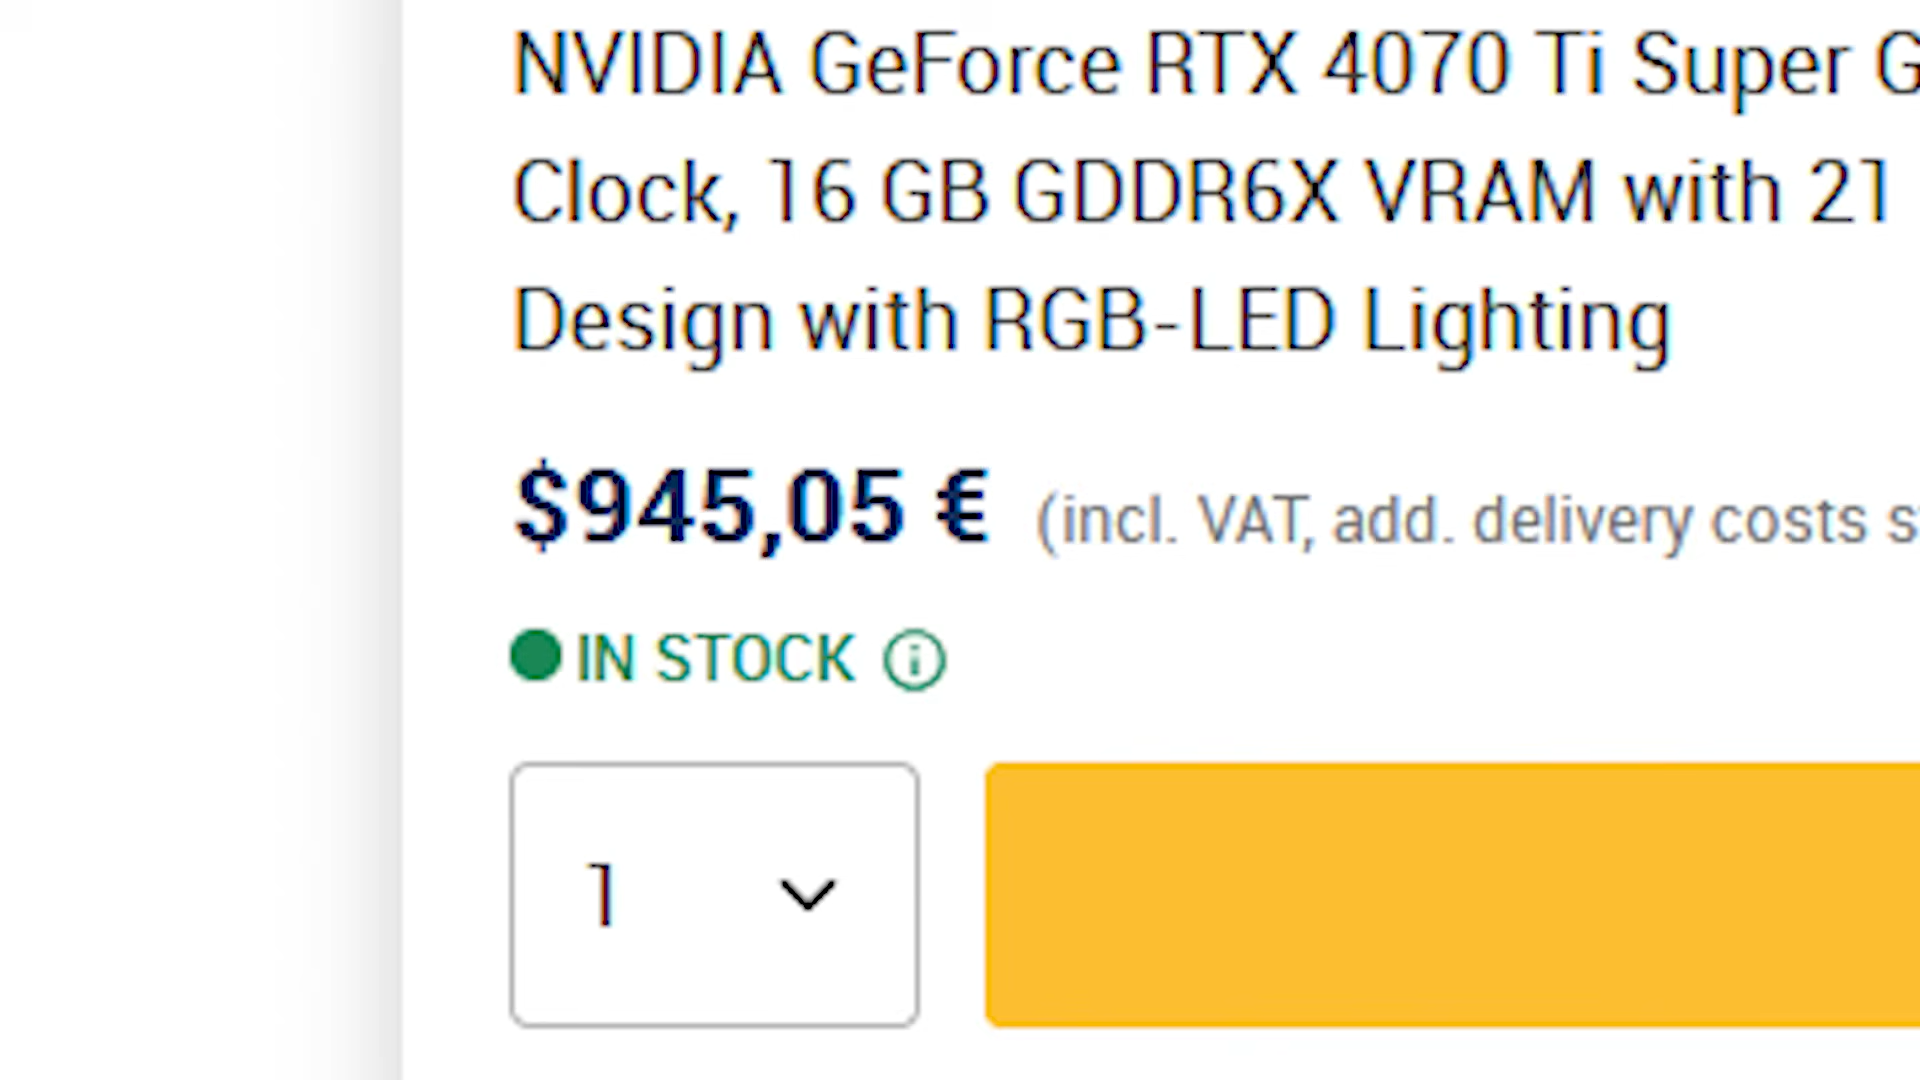 NVIDIA GeForce RTX 4070 Ti Super G
Clock, 16 GB GDDR6X VRAM with 21
Design with RGB-LED Lighting
$945,05 € (incl. VAT, add. delivery costs s
IN STOCK
1